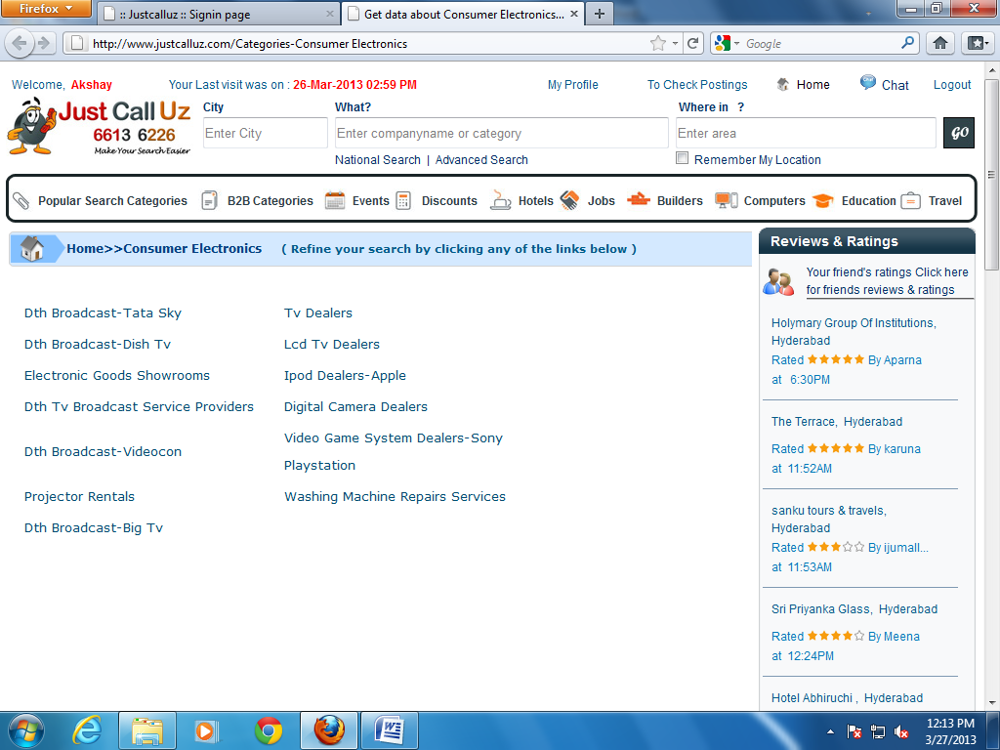 Firefox
:: Justcalluz :: Signin page
Get data about Consumer Electronics...
http://www.justcalluz.com/Categories-Consumer Electronics
Google
Welcome, Akshay
Your Last visit was on : 26-Mar-2013 02:59 PM
My Profile
To Check Postings
Home
Chat
Logout
Just Call Uz
6613 6226
Make Your Search Easier
City
What?
Where in ?
Enter City
Enter companyname or category
Enter area
GO
National Search | Advanced Search
Remember My Location
Popular Search Categories
B2B Categories
Events
Discounts
Hotels
Jobs
Builders
Computers
Education
Travel
Home>>Consumer Electronics ( Refine your search by clicking any of the links below )
Dth Broadcast-Tata Sky
Tv Dealers
Dth Broadcast-Dish Tv
Lcd Tv Dealers
Electronic Goods Showrooms
Ipod Dealers-Apple
Dth Tv Broadcast Service Providers
Digital Camera Dealers
Dth Broadcast-Videocon
Video Game System Dealers-Sony
Playstation
Projector Rentals
Washing Machine Repairs Services
Dth Broadcast-Big Tv
Reviews & Ratings
Your friend's ratings Click here
for friends reviews & ratings
Holymary Group Of Institutions,
Hyderabad
Rated By Aparna
at 6:30PM
The Terrace, Hyderabad
Rated By karuna
at 11:52AM
sanku tours & travels,
Hyderabad
Rated By ijumall...
at 11:53AM
Sri Priyanka Glass, Hyderabad
Rated By Meena
at 12:24PM
Hotel Abhiruchi , Hyderabad
12:13 PM
3/27/2013